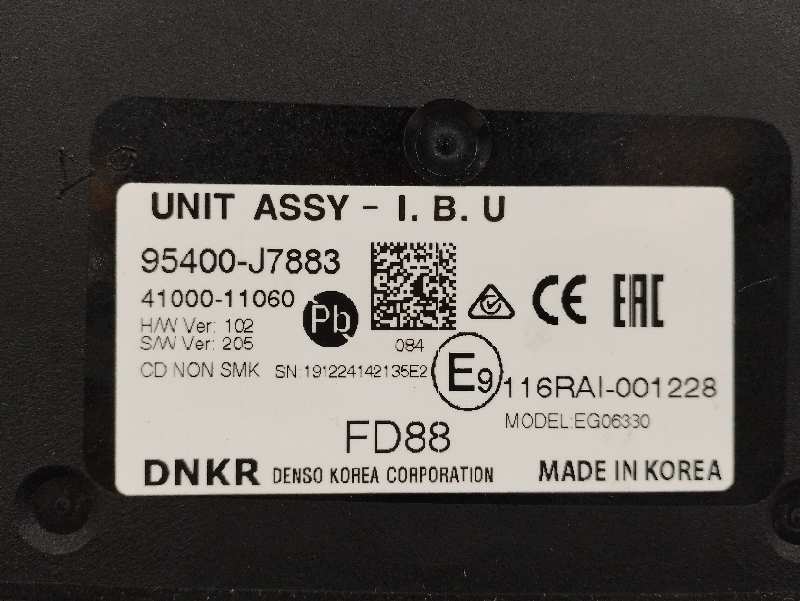 UNIT ASSY - I. B. U
95400-J7883
41000-11060
H/W Ver: 102
S/W Ver: 205
Pb
084
CE
EAC
CD NON SMK
SN:191224142135E2
E9
116RAI-001228
MODEL:EG06330
FD88
DNKR DENSO KOREA CORPORATION
MADE IN KOREA